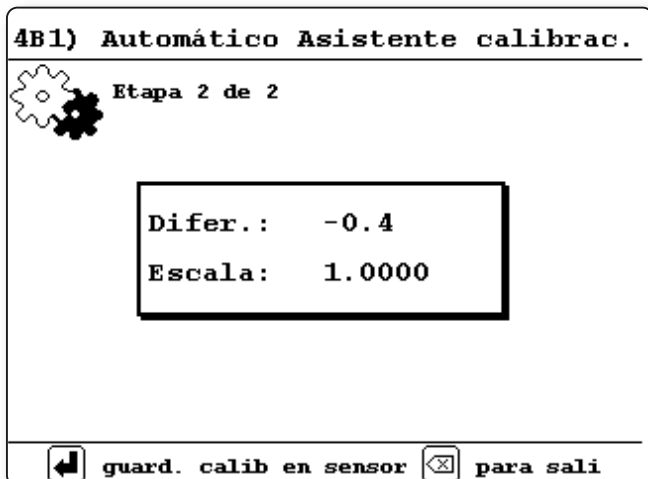 4B1) Automático Asistente calibrac.
Etapa 2 de 2
Difer.: -0.4
Escala: 1.0000
guard. calib en sensor para sali